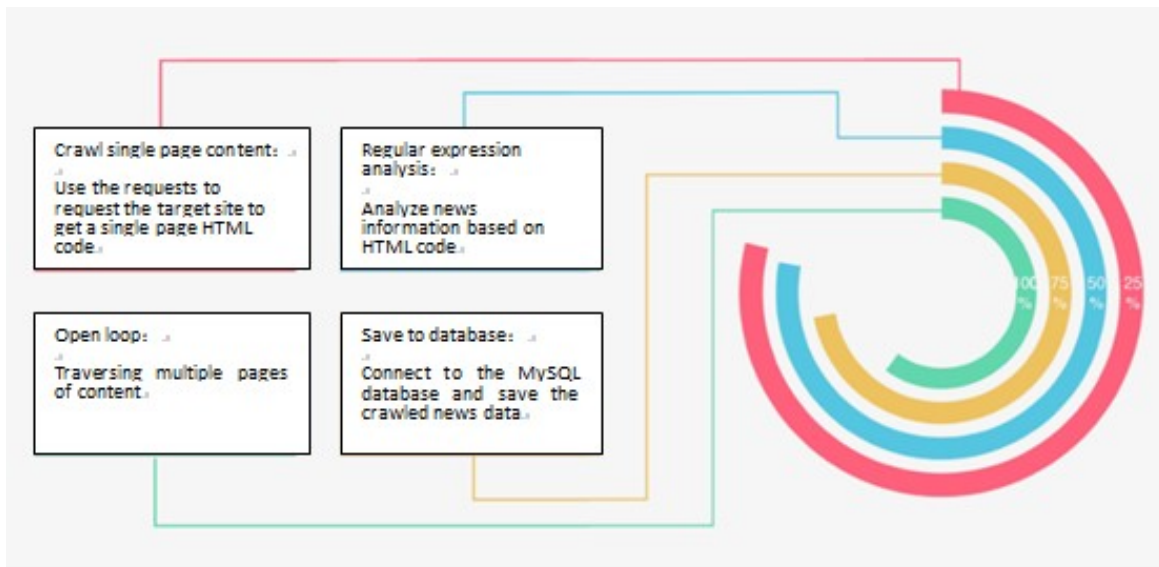 Crawl single page content:
Use the requests to
request the target site to
get a single page HTML
code
Regular expression
analysis:
Analyze news
information based on
HTML code
Open loop:
Traversing multiple pages
of content
Save to database:
Connect to the MySQL
database and save the
crawled news data
100 75 50 25
% % % %